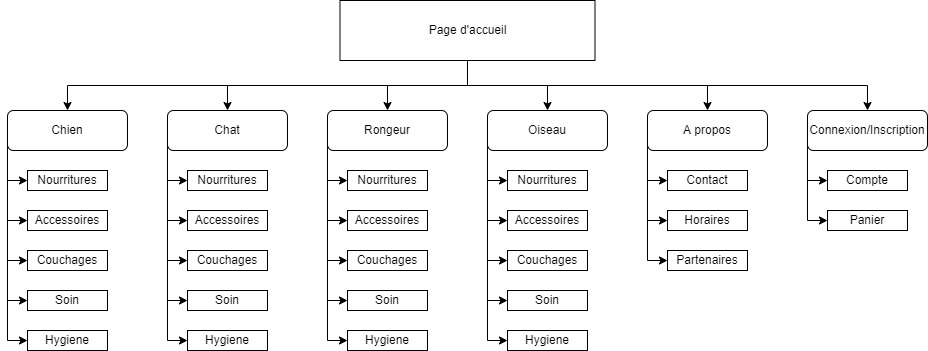 Page d'accueil
Chien
Chat
Rongeur
Oiseau
A propos
Connexion/Inscription
Nourritures
Nourritures
Nourritures
Nourritures
Contact
Compte
Accessoires
Accessoires
Accessoires
Accessoires
Horaires
Panier
Couchages
Couchages
Couchages
Couchages
Partenaires
Soin
Soin
Soin
Soin
Hygiene
Hygiene
Hygiene
Hygiene